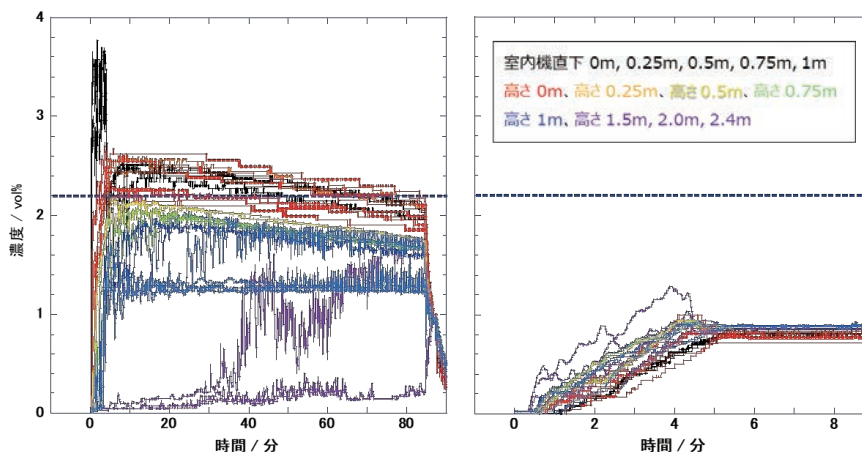 4
3
2
1
0
濃度 / vol%
0
20
40
60
80
時間 / 分
室内機直下 0m, 0.25m, 0.5m, 0.75m, 1m
高さ 0m、高さ 0.25m、高さ 0.5m、高さ 0.75m
高さ 1m、高さ 1.5m, 2.0m, 2.4m
0
2
4
6
8
時間 / 分